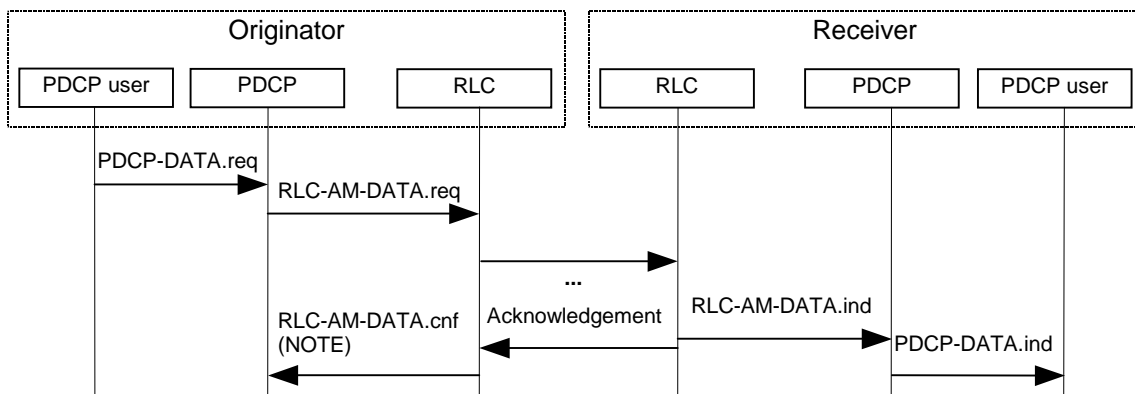 Originator
Receiver
PDCP user
PDCP
RLC
RLC
PDCP
PDCP user
PDCP-DATA.req
RLC-AM-DATA.req
...
Acknowledgement
RLC-AM-DATA.ind
RLC-AM-DATA.cnf
(NOTE)
PDCP-DATA.ind